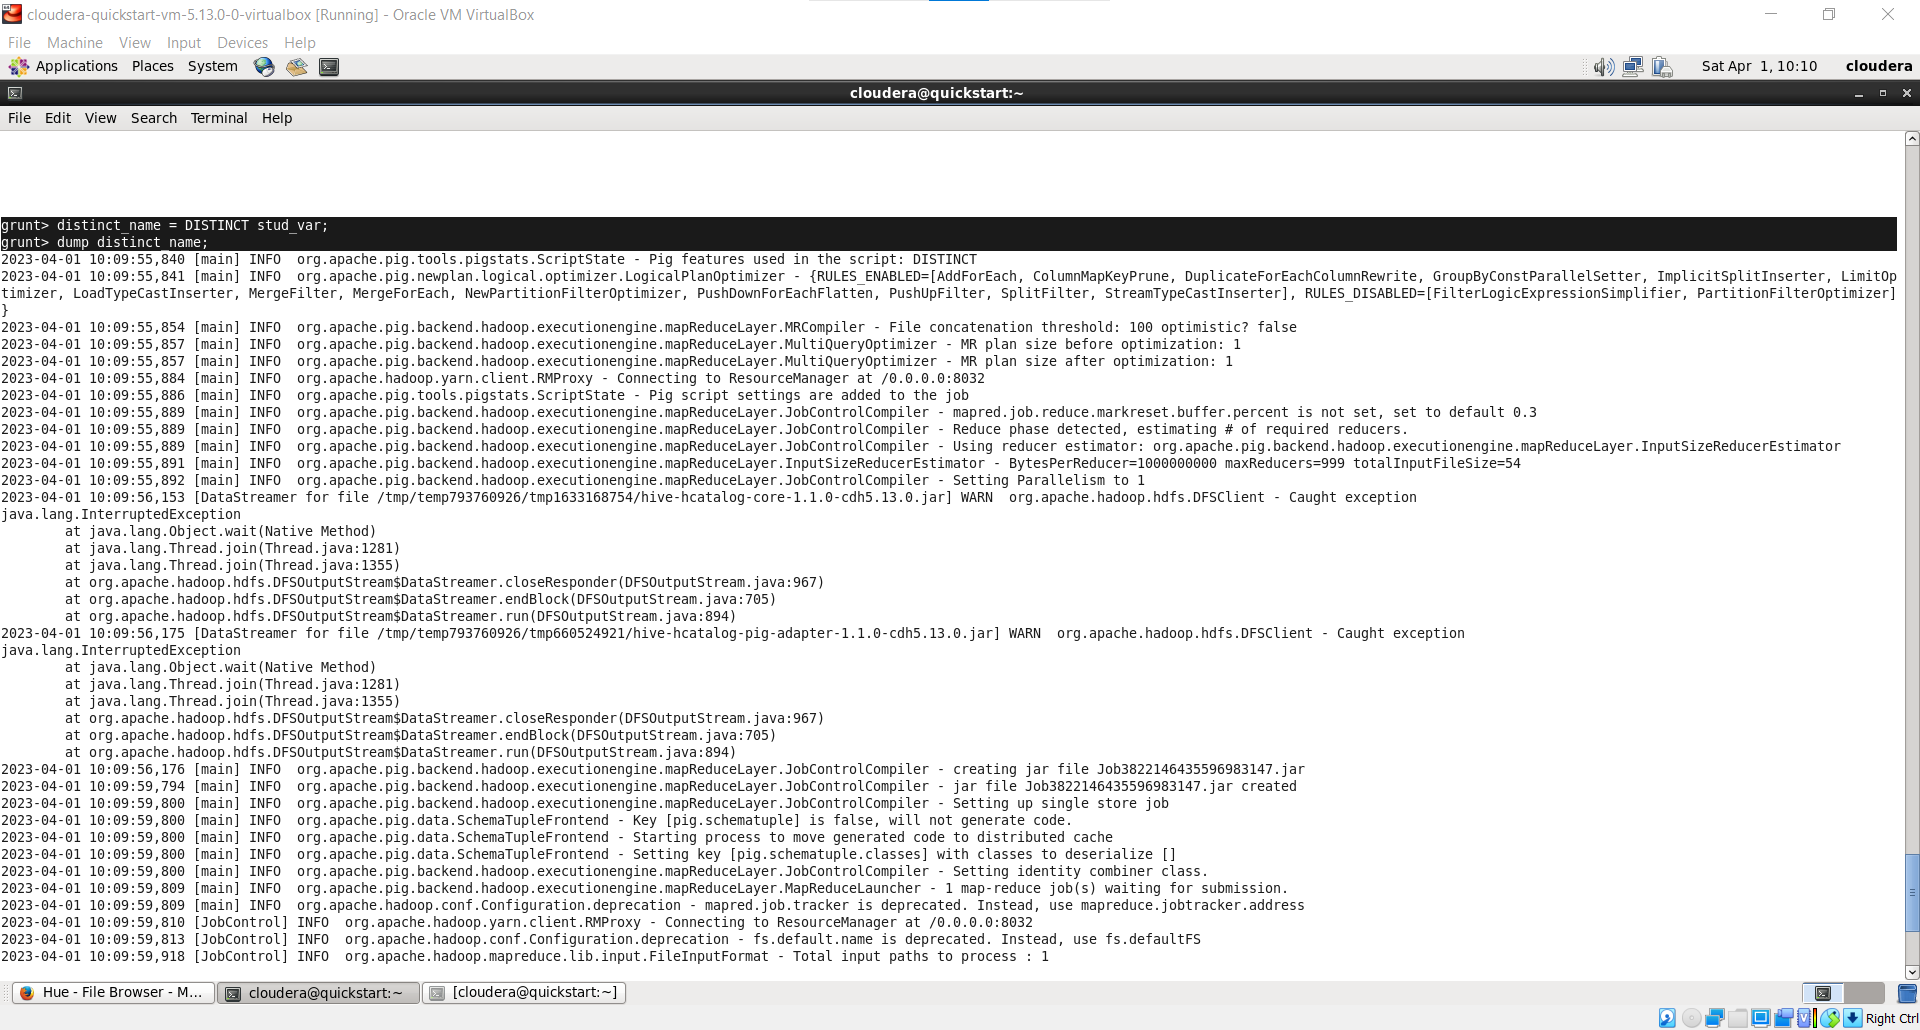 cloudera-quickstart-vm-5.13.0-0-virtualbox [Running] - Oracle VM VirtualBox
File Machine View Input Devices Help
Applications Places System Sat Apr 1, 10:10 cloudera
cloudera@quickstart:~
File Edit View Search Terminal Help
grunt> distinct_name = DISTINCT stud_var;
grunt> dump distinct_name;
2023-04-01 10:09:55,840 [main] INFO  org.apache.pig.tools.pigstats.ScriptState - Pig features used in the script: DISTINCT
2023-04-01 10:09:55,841 [main] INFO  org.apache.pig.newplan.logical.optimizer.LogicalPlanOptimizer - {RULES_ENABLED=[AddForEach, ColumnMapKeyPrune, DuplicateForEachColumnRewrite, GroupByConstParallelSetter, ImplicitSplitInserter, LimitOp
timizer, LoadTypeCastInserter, MergeFilter, MergeForEach, NewPartitionFilterOptimizer, PushDownForEachFlatten, PushUpFilter, SplitFilter, StreamTypeCastInserter], RULES_DISABLED=[FilterLogicExpressionSimplifier, PartitionFilterOptimizer]
}
2023-04-01 10:09:55,854 [main] INFO  org.apache.pig.backend.hadoop.executionengine.mapReduceLayer.MRCompiler - File concatenation threshold: 100 optimistic? false
2023-04-01 10:09:55,857 [main] INFO  org.apache.pig.backend.hadoop.executionengine.mapReduceLayer.MultiQueryOptimizer - MR plan size before optimization: 1
2023-04-01 10:09:55,857 [main] INFO  org.apache.pig.backend.hadoop.executionengine.mapReduceLayer.MultiQueryOptimizer - MR plan size after optimization: 1
2023-04-01 10:09:55,884 [main] INFO  org.apache.hadoop.yarn.client.RMProxy - Connecting to ResourceManager at /0.0.0.0:8032
2023-04-01 10:09:55,886 [main] INFO  org.apache.pig.tools.pigstats.ScriptState - Pig script settings are added to the job
2023-04-01 10:09:55,889 [main] INFO  org.apache.pig.backend.hadoop.executionengine.mapReduceLayer.JobControlCompiler - mapred.job.reduce.markreset.buffer.percent is not set, set to default 0.3
2023-04-01 10:09:55,889 [main] INFO  org.apache.pig.backend.hadoop.executionengine.mapReduceLayer.JobControlCompiler - Reduce phase detected, estimating # of required reducers.
2023-04-01 10:09:55,889 [main] INFO  org.apache.pig.backend.hadoop.executionengine.mapReduceLayer.JobControlCompiler - Using reducer estimator: org.apache.pig.backend.hadoop.executionengine.mapReduceLayer.InputSizeReducerEstimator
2023-04-01 10:09:55,891 [main] INFO  org.apache.pig.backend.hadoop.executionengine.mapReduceLayer.InputSizeReducerEstimator - BytesPerReducer=1000000000 maxReducers=999 totalInputFileSize=54
2023-04-01 10:09:55,892 [main] INFO  org.apache.pig.backend.hadoop.executionengine.mapReduceLayer.JobControlCompiler - Setting Parallelism to 1
2023-04-01 10:09:56,153 [DataStreamer for file /tmp/temp793760926/tmp1633168754/hive-hcatalog-core-1.1.0-cdh5.13.0.jar] WARN  org.apache.hadoop.hdfs.DFSClient - Caught exception
java.lang.InterruptedException
at java.lang.Object.wait(Native Method)
at java.lang.Thread.join(Thread.java:1281)
at java.lang.Thread.join(Thread.java:1355)
at org.apache.hadoop.hdfs.DFSOutputStream$DataStreamer.closeResponder(DFSOutputStream.java:967)
at org.apache.hadoop.hdfs.DFSOutputStream$DataStreamer.endBlock(DFSOutputStream.java:705)
at org.apache.hadoop.hdfs.DFSOutputStream$DataStreamer.run(DFSOutputStream.java:894)
2023-04-01 10:09:56,175 [DataStreamer for file /tmp/temp793760926/tmp660524921/hive-hcatalog-pig-adapter-1.1.0-cdh5.13.0.jar] WARN  org.apache.hadoop.hdfs.DFSClient - Caught exception
java.lang.InterruptedException
at java.lang.Object.wait(Native Method)
at java.lang.Thread.join(Thread.java:1281)
at java.lang.Thread.join(Thread.java:1355)
at org.apache.hadoop.hdfs.DFSOutputStream$DataStreamer.closeResponder(DFSOutputStream.java:967)
at org.apache.hadoop.hdfs.DFSOutputStream$DataStreamer.endBlock(DFSOutputStream.java:705)
at org.apache.hadoop.hdfs.DFSOutputStream$DataStreamer.run(DFSOutputStream.java:894)
2023-04-01 10:09:56,176 [main] INFO  org.apache.pig.backend.hadoop.executionengine.mapReduceLayer.JobControlCompiler - creating jar file Job3822146435596983147.jar
2023-04-01 10:09:59,794 [main] INFO  org.apache.pig.backend.hadoop.executionengine.mapReduceLayer.JobControlCompiler - jar file Job3822146435596983147.jar created
2023-04-01 10:09:59,800 [main] INFO  org.apache.pig.backend.hadoop.executionengine.mapReduceLayer.JobControlCompiler - Setting up single store job
2023-04-01 10:09:59,800 [main] INFO  org.apache.pig.data.SchemaTupleFrontend - Key [pig.schematuple] is false, will not generate code.
2023-04-01 10:09:59,800 [main] INFO  org.apache.pig.data.SchemaTupleFrontend - Starting process to move generated code to distributed cache
2023-04-01 10:09:59,800 [main] INFO  org.apache.pig.data.SchemaTupleFrontend - Setting key [pig.schematuple.classes] with classes to deserialize []
2023-04-01 10:09:59,800 [main] INFO  org.apache.pig.backend.hadoop.executionengine.mapReduceLayer.JobControlCompiler - Setting identity combiner class.
2023-04-01 10:09:59,809 [main] INFO  org.apache.pig.backend.hadoop.executionengine.mapReduceLayer.MapReduceLauncher - 1 map-reduce job(s) waiting for submission.
2023-04-01 10:09:59,809 [main] INFO  org.apache.hadoop.conf.Configuration.deprecation - mapred.job.tracker is deprecated. Instead, use mapreduce.jobtracker.address
2023-04-01 10:09:59,810 [JobControl] INFO  org.apache.hadoop.yarn.client.RMProxy - Connecting to ResourceManager at /0.0.0.0:8032
2023-04-01 10:09:59,813 [JobControl] INFO  org.apache.hadoop.conf.Configuration.deprecation - fs.default.name is deprecated. Instead, use fs.defaultFS
2023-04-01 10:09:59,918 [JobControl] INFO  org.apache.hadoop.mapreduce.lib.input.FileInputFormat - Total input paths to process : 1
Hue - File Browser - M... cloudera@quickstart:~ [cloudera@quickstart:~]
Right Ctrl